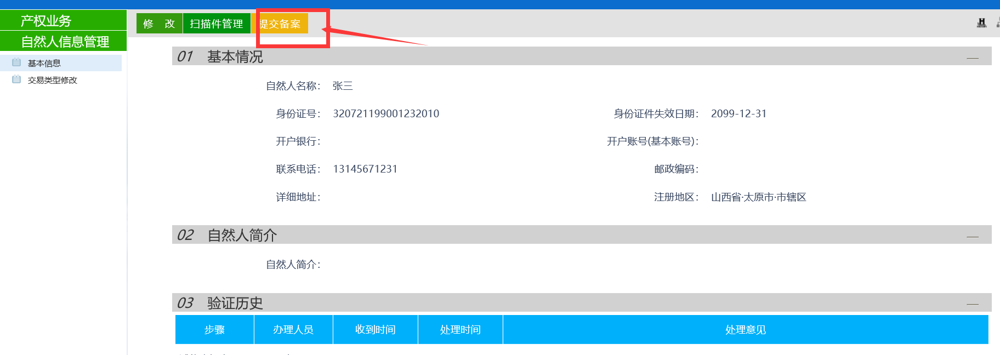 产权业务
自然人信息管理
基本信息
交易类型修改
修 改 扫描件管理 提交备案
H
01 基本情况
自然人名称： 张三
身份证号： 320721199001232010 身份证件失效日期： 2099-12-31
开户银行： 开户账号(基本账号)：
联系电话： 13145671231 邮政编码：
详细地址： 注册地区： 山西省·太原市·市辖区
02 自然人简介
自然人简介：
03 验证历史
步骤 办理人员 收到时间 处理时间 处理意见